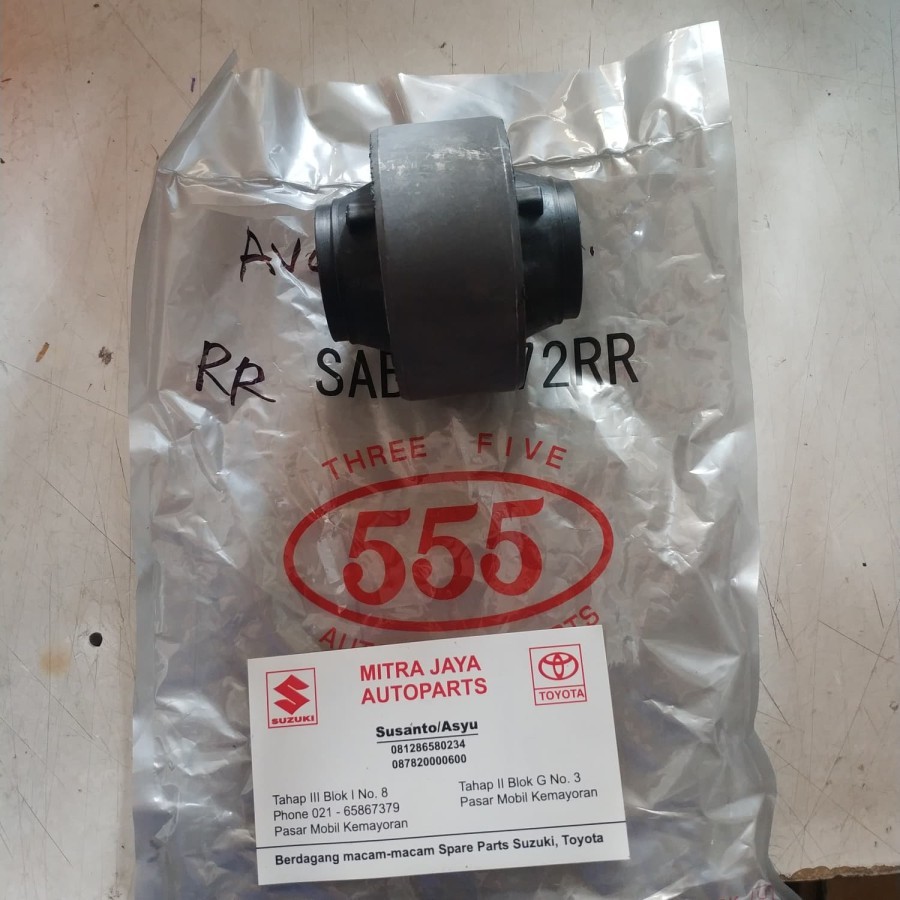 RR
72RR
THREE FIVE
555
MITRA JAYA
AUTOPARTS
SUZUKI
TOYOTA
Susanto/Asyu
081286580234
087820000600
Tahap III Blok I No. 8
Phone 021 - 65867379
Pasar Mobil Kemayoran
Tahap II Blok G No. 3
Pasar Mobil Kemayoran
Berdagang macam-macam Spare Parts Suzuki, Toyota